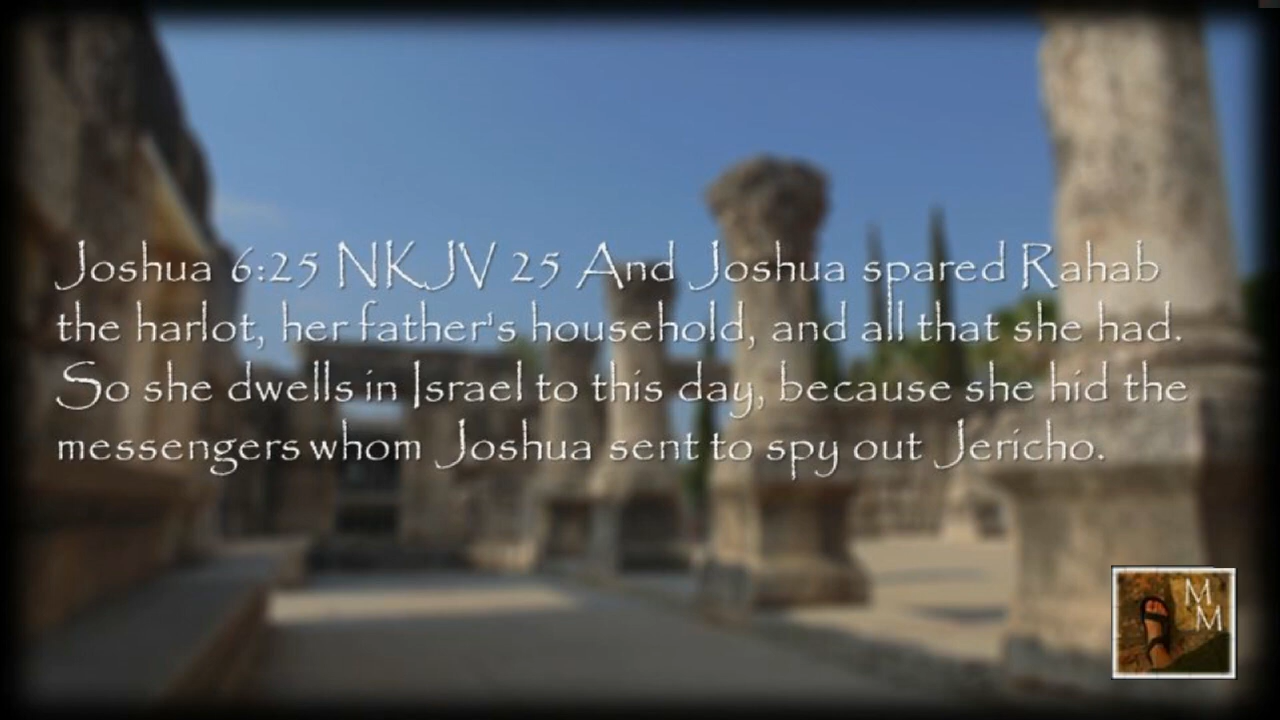 Joshua 6:25 NKJV 25 And Joshua spared Rahab
the harlot, her father's household, and all that she had.
So she dwells in Israel to this day, because she hid the
messengers whom Joshua sent to spy out Jericho.
M
M